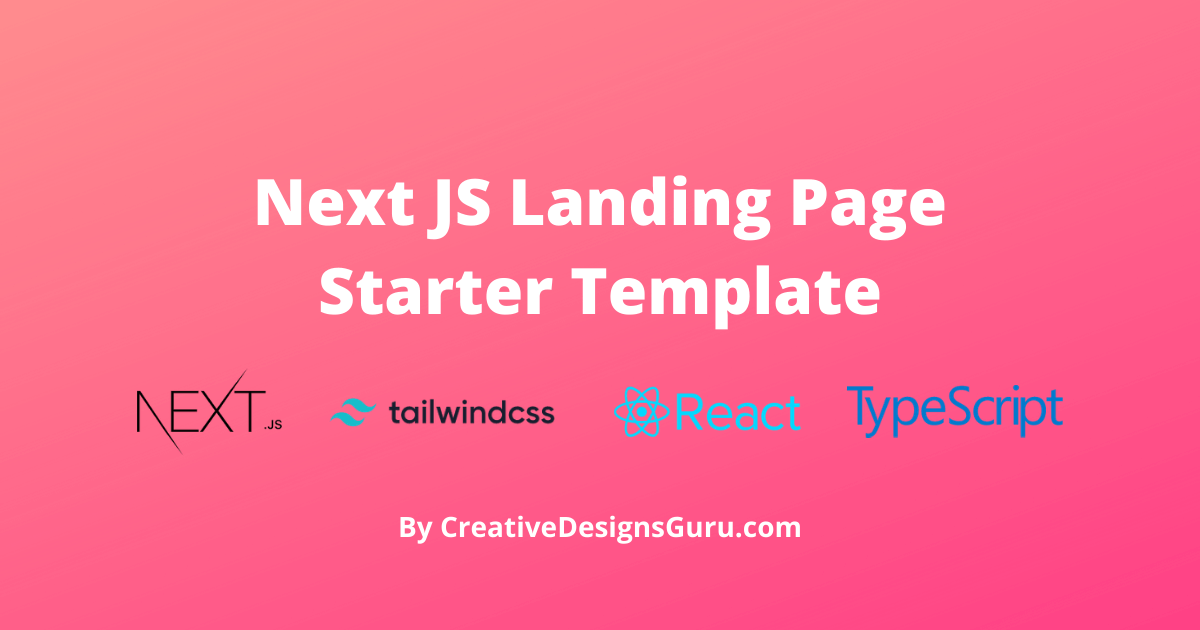 Next JS Landing Page
Starter Template
NEXT.JS tailwindcss React TypeScript
By CreativeDesignsGuru.com